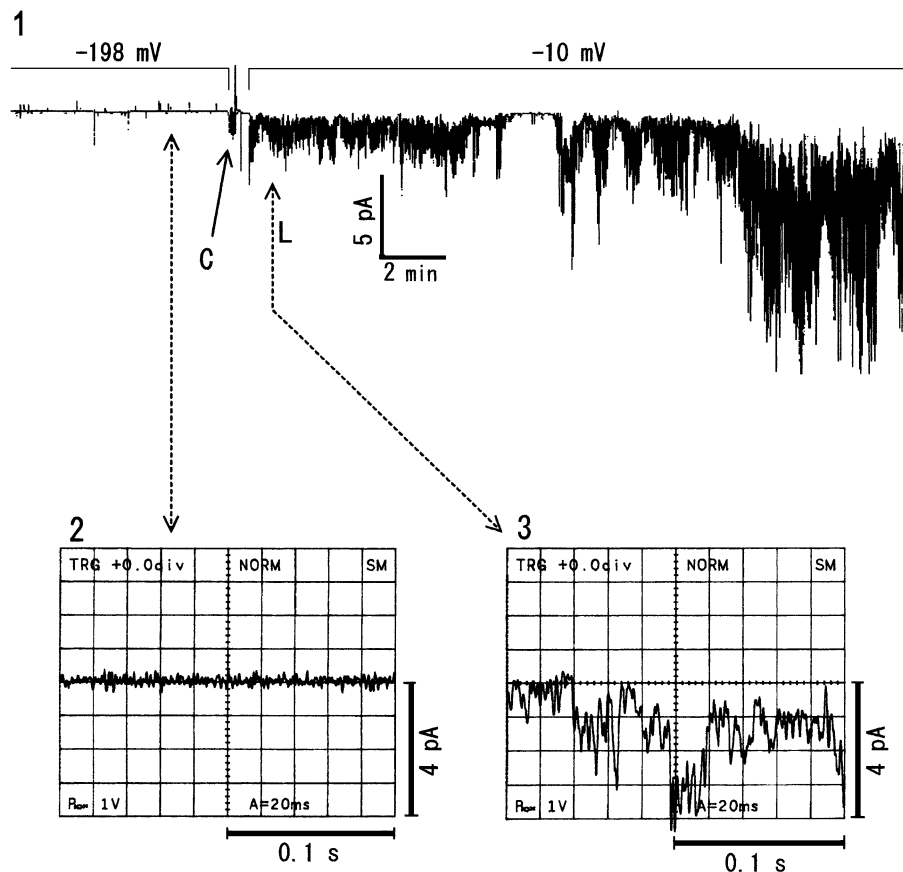 1
-198 mV
-10 mV
C
L
5 pA
2 min
2
TRG +0.0div NORM SM
1V A=20ms
4 pA
0.1 s
3
TRG +0.0div NORM SM
1V A=20ms
4 pA
0.1 s